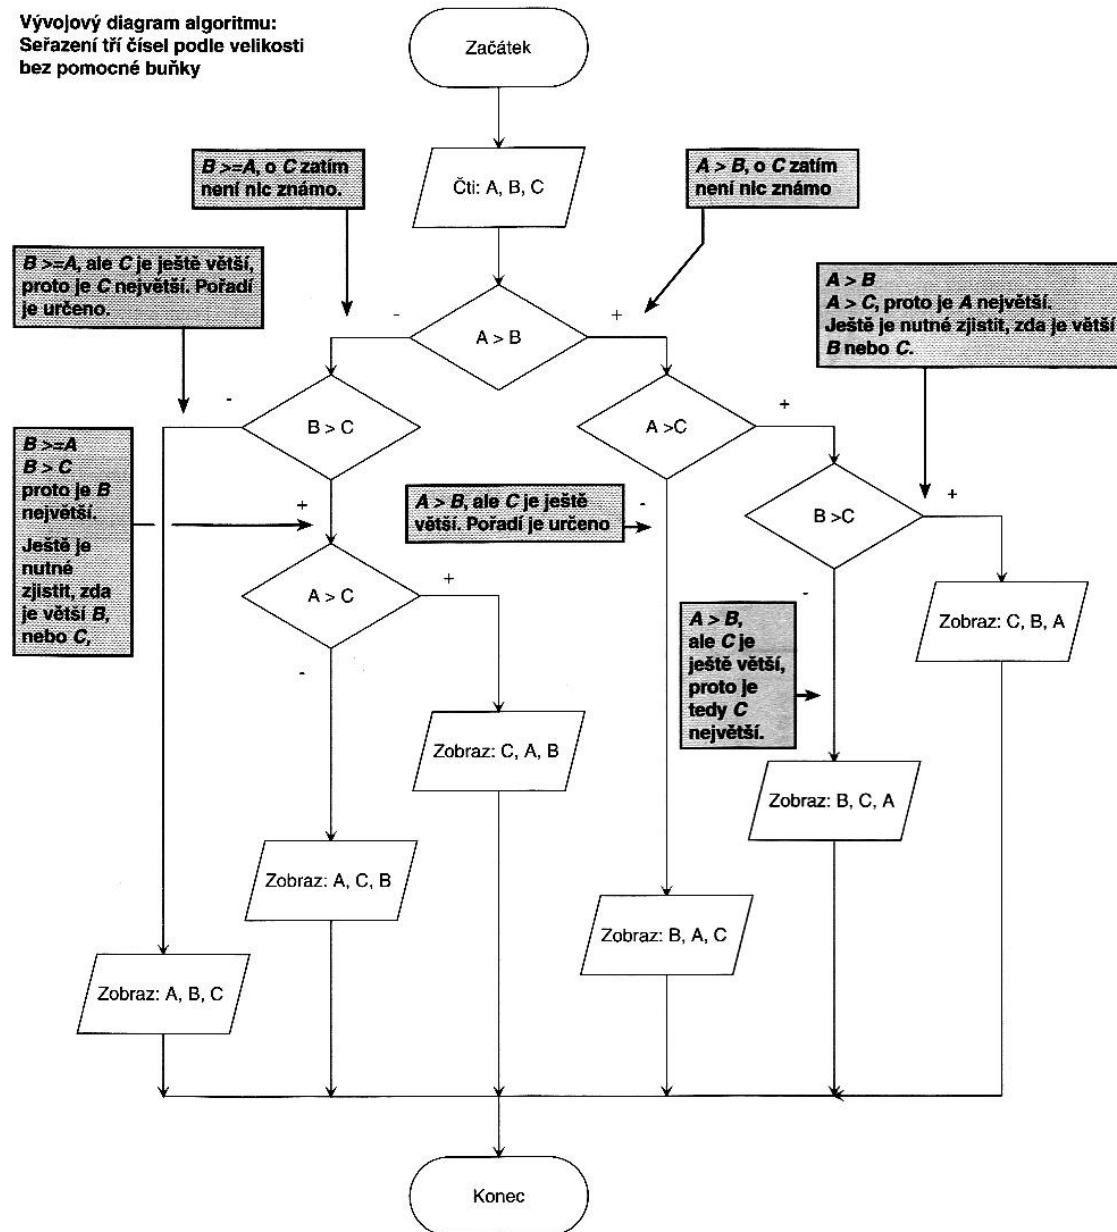 Vývojový diagram algoritmu:
Seřazení tří čísel podle velikosti
bez pomocné buňky
Začátek
B >=A, o C zatím
není nic známo.
Čti: A, B, C
A > B, o C zatím
není nic známo
B >=A, ale C je ještě větší,
proto je C největší. Pořadí
je určeno.
A > B
A > C, proto je A největší.
Ještě je nutné zjistit, zda je větší
B nebo C.
-
A > B
+
-
B > C
-
A >C
+
B >=A
B > C
proto je B
největší.
Ještě je
nutné
zjistit, zda
je větší B,
nebo C,
+
A > B, ale C je ještě
větší. Pořadí je určeno
-
B >C
+
A > C
+
-
-
A > B,
ale C je
ještě větší,
proto je
tedy C
největší.
Zobraz: C, B, A
Zobraz: C, A, B
Zobraz: B, C, A
Zobraz: A, C, B
Zobraz: B, A, C
Zobraz: A, B, C
Konec